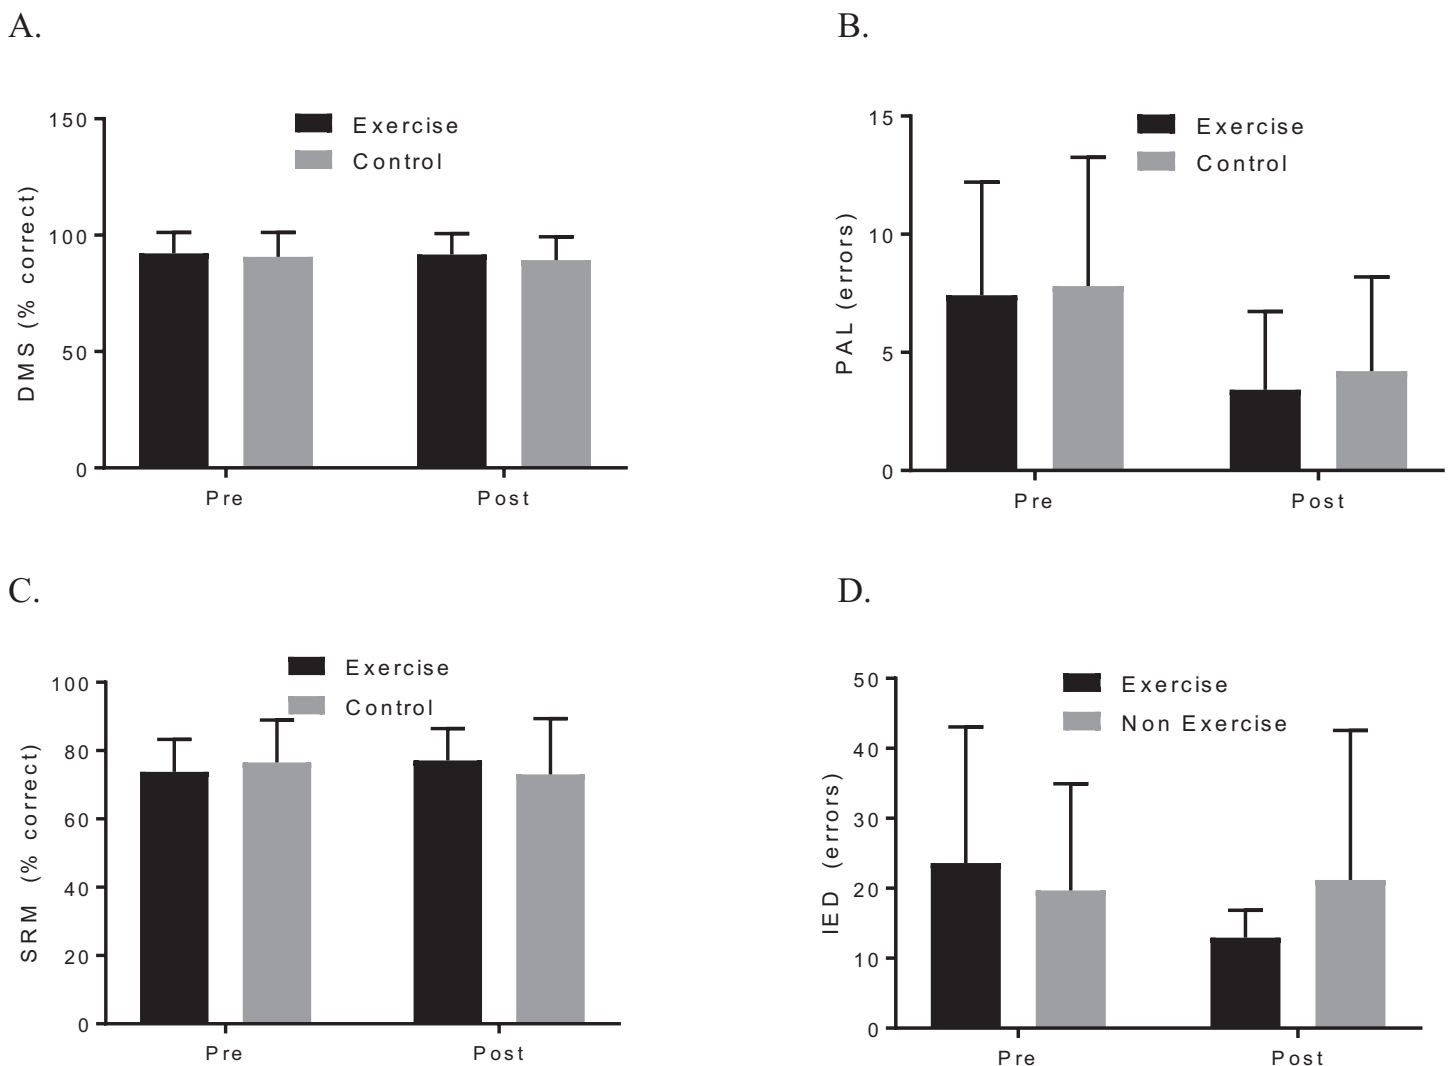 A.
150
100
50
0
DMS (% correct)
Exercise
Control
Pre
Post
B.
15
10
5
0
PAL (errors)
Exercise
Control
Pre
Post
C.
100
80
60
40
20
0
SRM (% correct)
Exercise
Control
Pre
Post
D.
50
40
30
20
10
0
IED (errors)
Exercise
Non Exercise
Pre
Post